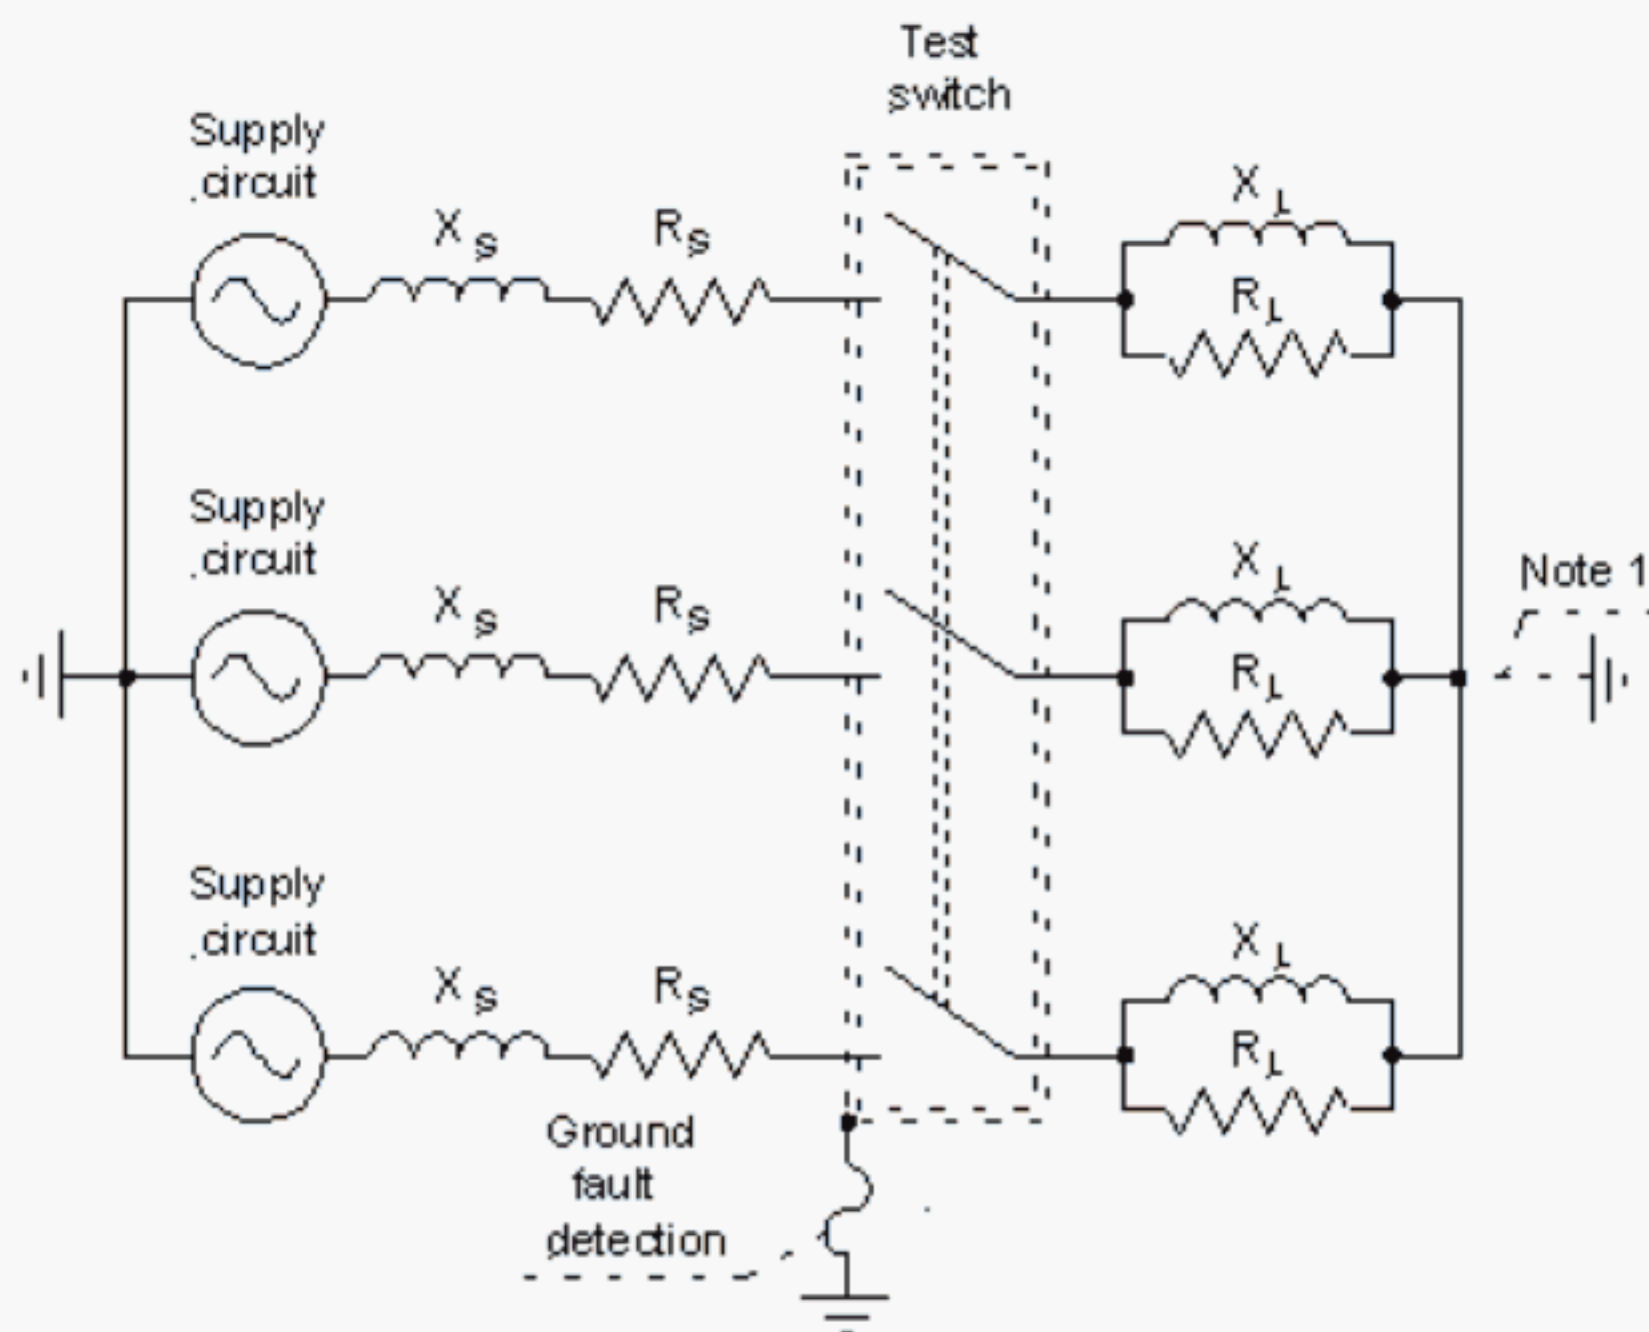 Test
switch
Supply
circuit
X S
R S
X L
R L
Supply
circuit
X S
R S
X L
R L
Note 1
Supply
circuit
X S
R S
X L
R L
Ground
fault
detection